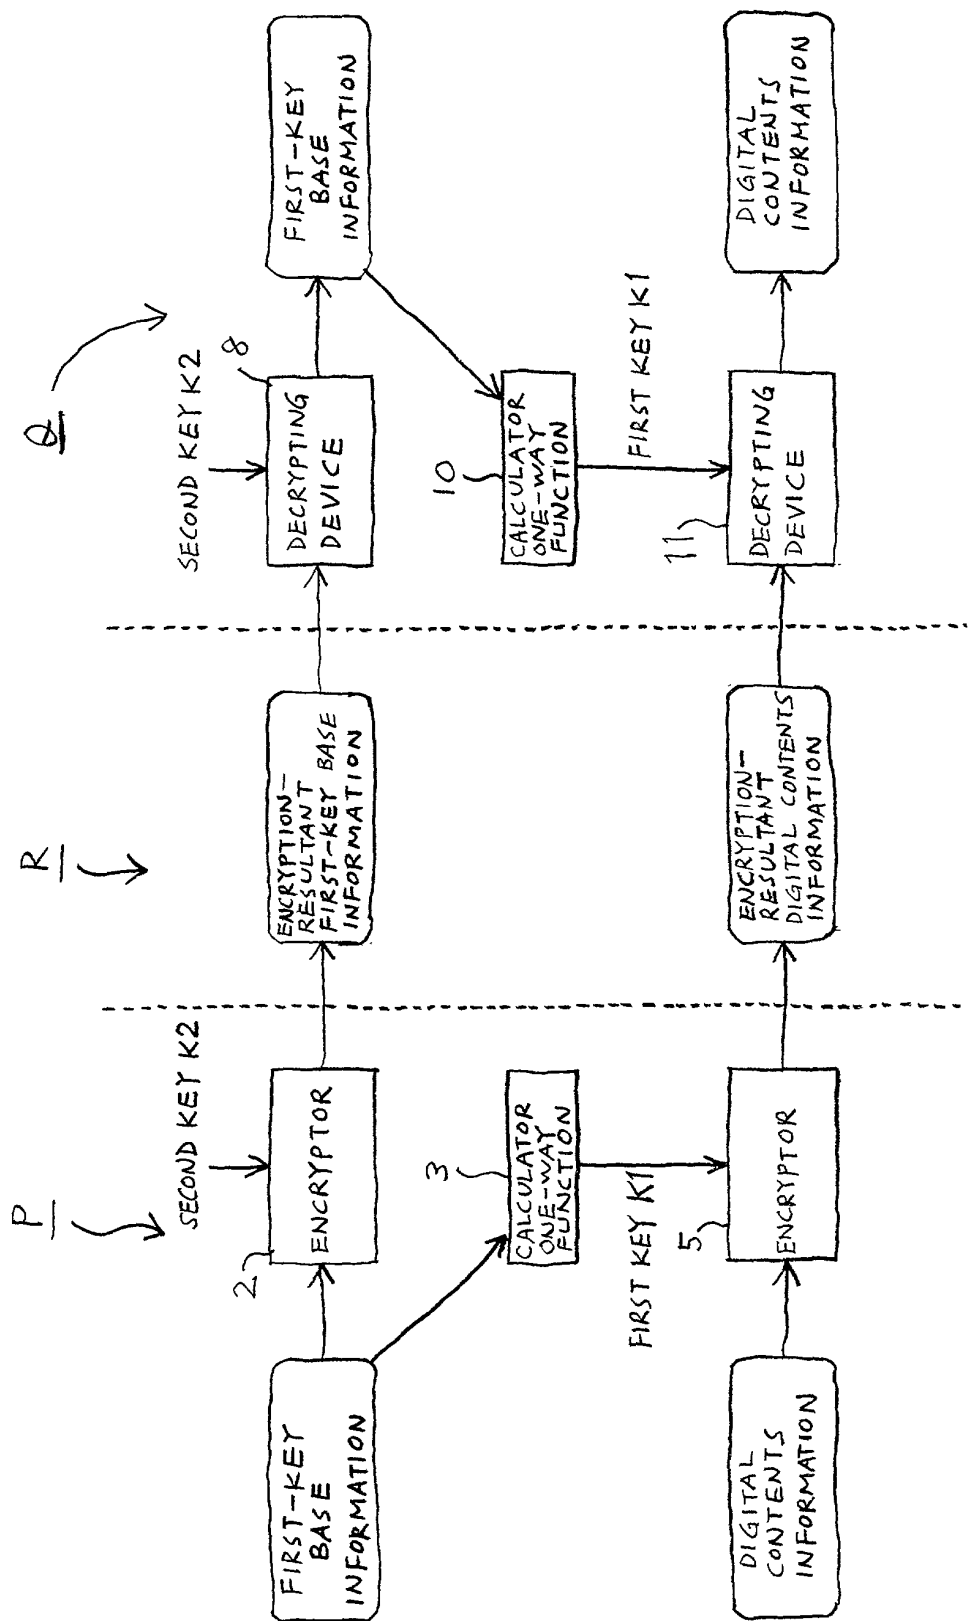 P
R
Q
SECOND KEY K2
SECOND KEY K2
FIRST-KEY
BASE
INFORMATION
2
ENCRYPTOR
ENCRYPTION-
RESULTANT
FIRST-KEY BASE
INFORMATION
8
DECRYPTING
DEVICE
FIRST-KEY
BASE
INFORMATION
3
CALCULATOR
ONE-WAY
FUNCTION
10
CALCULATOR
ONE-WAY
FUNCTION
FIRST KEY K1
FIRST KEY K1
DIGITAL
CONTENTS
INFORMATION
5
ENCRYPTOR
ENCRYPTION-
RESULTANT
DIGITAL CONTENTS
INFORMATION
11
DECRYPTING
DEVICE
DIGITAL
CONTENTS
INFORMATION